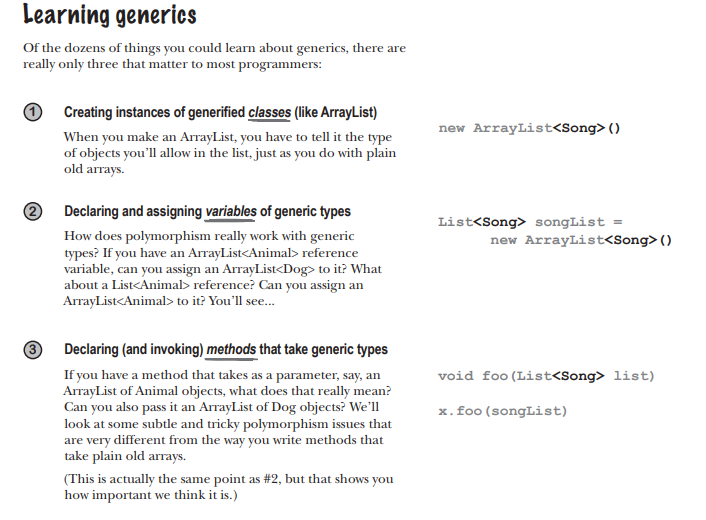 Learning generics
Of the dozens of things you could learn about generics, there are
really only three that matter to most programmers:
1 Creating instances of generified classes (like ArrayList)
When you make an ArrayList, you have to tell it the type
of objects you'll allow in the list, just as you do with plain
old arrays.
new ArrayList<Song>()
2 Declaring and assigning variables of generic types
How does polymorphism really work with generic
types? If you have an ArrayList<Animal> reference
variable, can you assign an ArrayList<Dog> to it? What
about a List<Animal> reference? Can you assign an
ArrayList<Animal> to it? You'll see...
List<Song> songList =
new ArrayList<Song>()
3 Declaring (and invoking) methods that take generic types
If you have a method that takes as a parameter, say, an
ArrayList of Animal objects, what does that really mean?
Can you also pass it an ArrayList of Dog objects? We'll
look at some subtle and tricky polymorphism issues that
are very different from the way you write methods that
take plain old arrays.
(This is actually the same point as #2, but that shows you
how important we think it is.)
void foo(List<Song> list)
x.foo(songList)